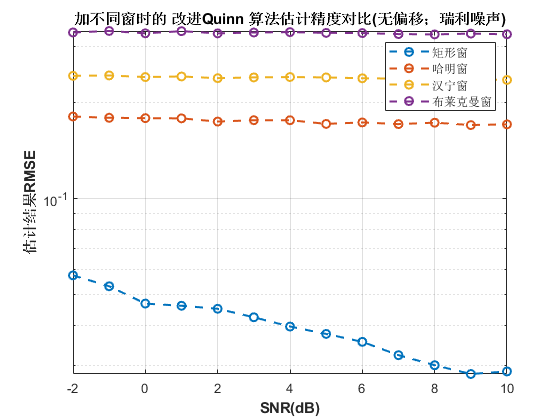 加不同窗时的 改进Quinn 算法估计精度对比(无偏移；瑞利噪声)
矩形窗
哈明窗
汉宁窗
布莱克曼窗
估计结果RMSE
10-1
-2 0 2 4 6 8 10
SNR(dB)